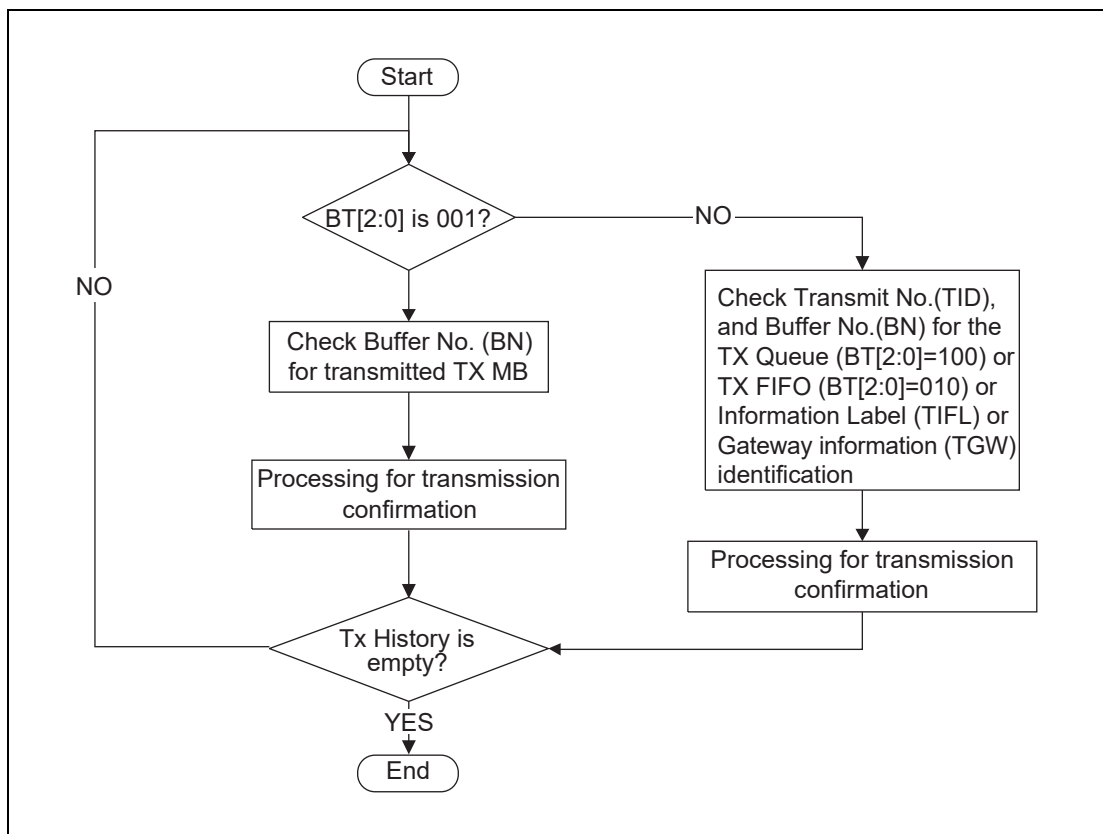 Start
BT[2:0] is 001?
NO
NO
Check Buffer No. (BN)
for transmitted TX MB
Check Transmit No.(TID),
and Buffer No.(BN) for the
TX Queue (BT[2:0]=100) or
TX FIFO (BT[2:0]=010) or
Information Label (TIFL) or
Gateway information (TGW)
identification
Processing for transmission
confirmation
Processing for transmission
confirmation
Tx History is
empty?
YES
End